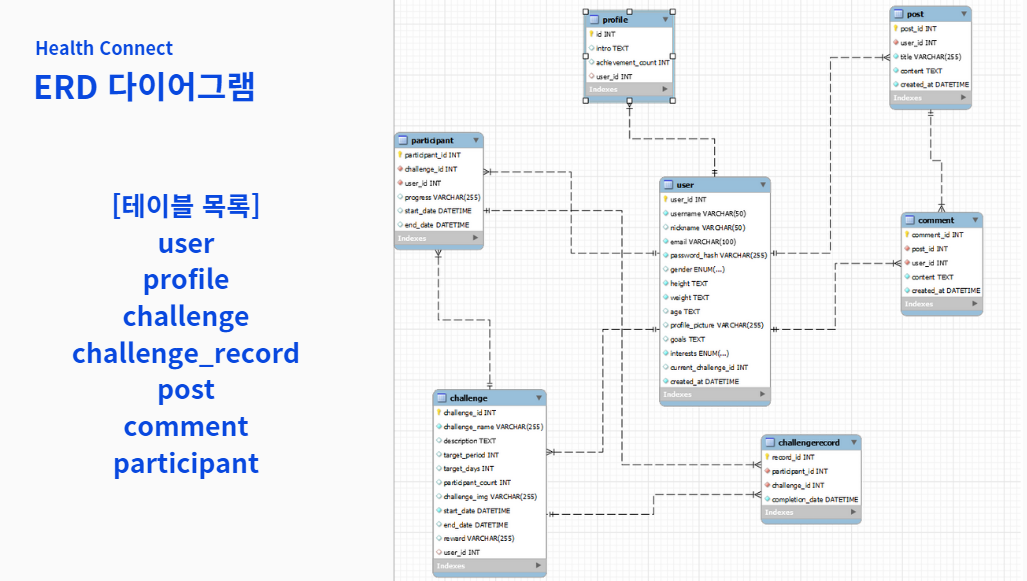 Health Connect
ERD 다이어그램
[테이블 목록]
user
profile
challenge
challenge_record
post
comment
participant
profile
id INT
intro TEXT
achievement_count INT
user_id INT
Indexes
post
post_id INT
user_id INT
title VARCHAR(255)
content TEXT
created_at DATETIME
Indexes
participant
participant_id INT
challenge_id INT
user_id INT
progress VARCHAR(255)
start_date DATETIME
end_date DATETIME
Indexes
user
user_id INT
username VARCHAR(50)
nickname VARCHAR(50)
email VARCHAR(100)
password_hash VARCHAR(255)
gender ENUM(...)
height TEXT
weight TEXT
age TEXT
profile_picture VARCHAR(255)
goals TEXT
interests ENUM(...)
current_challenge_id INT
created_at DATETIME
Indexes
comment
comment_id INT
post_id INT
user_id INT
content TEXT
created_at DATETIME
Indexes
challenge
challenge_id INT
challenge_name VARCHAR(255)
description TEXT
target_period INT
target_days INT
participant_count INT
challenge_img VARCHAR(255)
start_date DATETIME
end_date DATETIME
reward VARCHAR(255)
user_id INT
Indexes
challengerecord
record_id INT
participant_id INT
challenge_id INT
completion_date DATETIME
Indexes